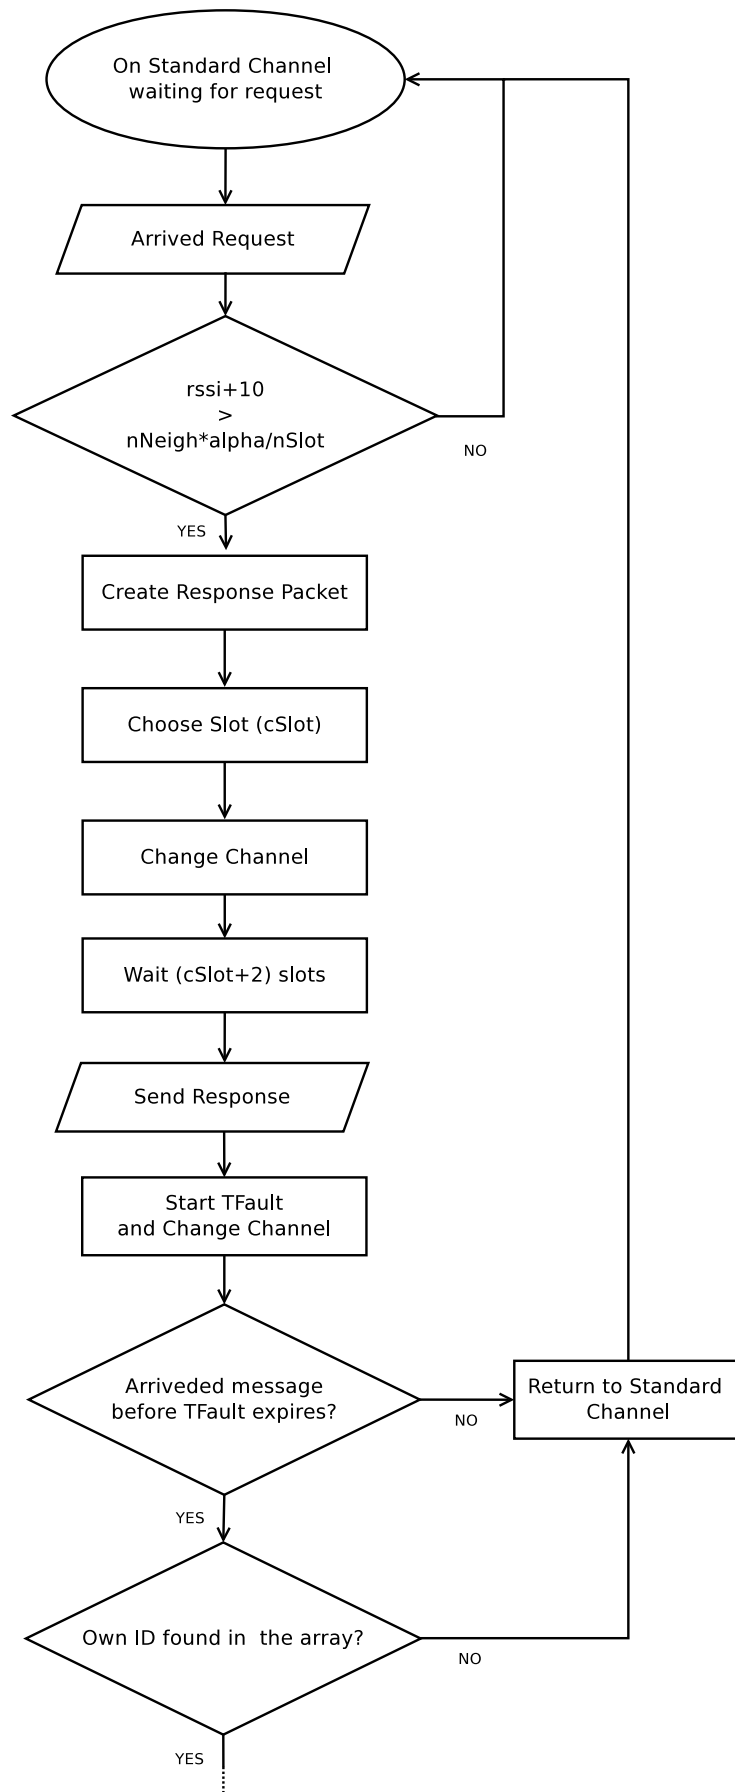 On Standard Channel
waiting for request
Arrived Request
rssi+10
>
nNeigh*alpha/nSlot
NO
YES
Create Response Packet
Choose Slot (cSlot)
Change Channel
Wait (cSlot+2) slots
Send Response
Start TFault
and Change Channel
Arriveded message
before TFault expires?
NO
Return to Standard
Channel
YES
Own ID found in  the array?
NO
YES